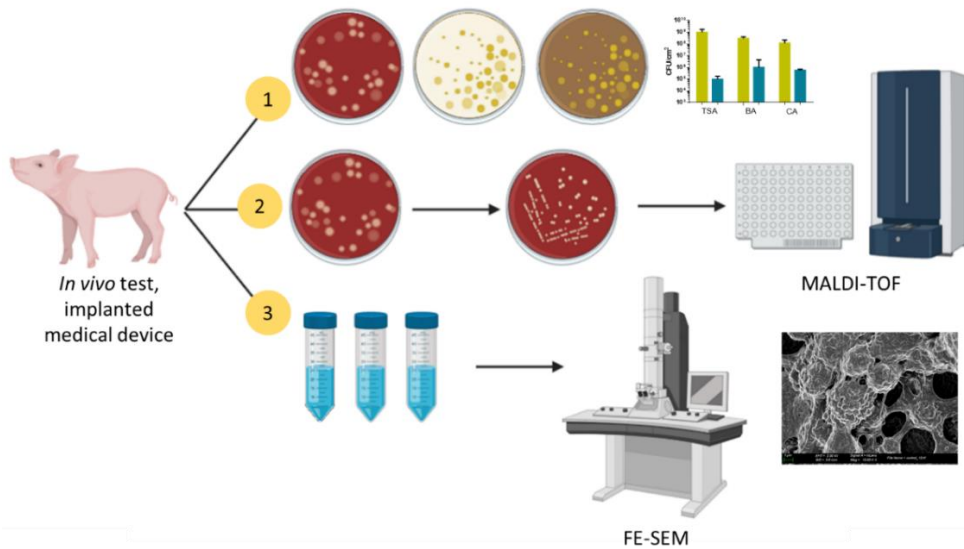 1
CFU/cm²
TSA
BA
CA
2
In vivo test,
implanted
medical device
MALDI-TOF
3
FE-SEM